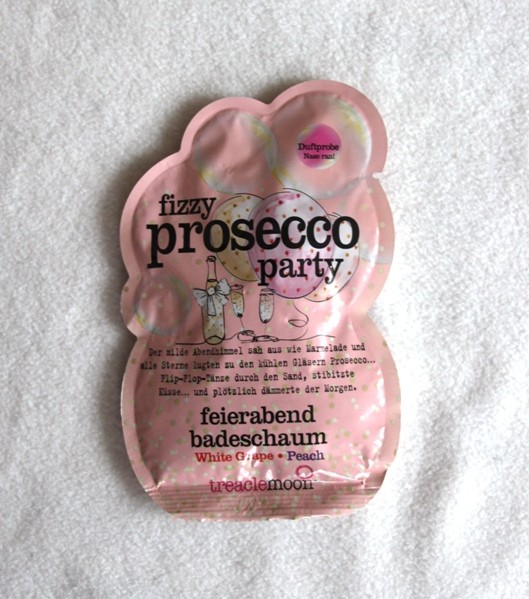 Duftprobe
Nase ran!
fizzy
prosecco
party
Der milde Abendhimmel sah aus wie Marmelade und
alle Sterne lugten zu den kühlen Gläsern Prosecco...
Flip-Flop-Tänze durch den Sand, stibitzte
Küsse... und plötzlich dämmerte der Morgen.
feierabend
badeschaum
White Grape • Peach
treaclemoon